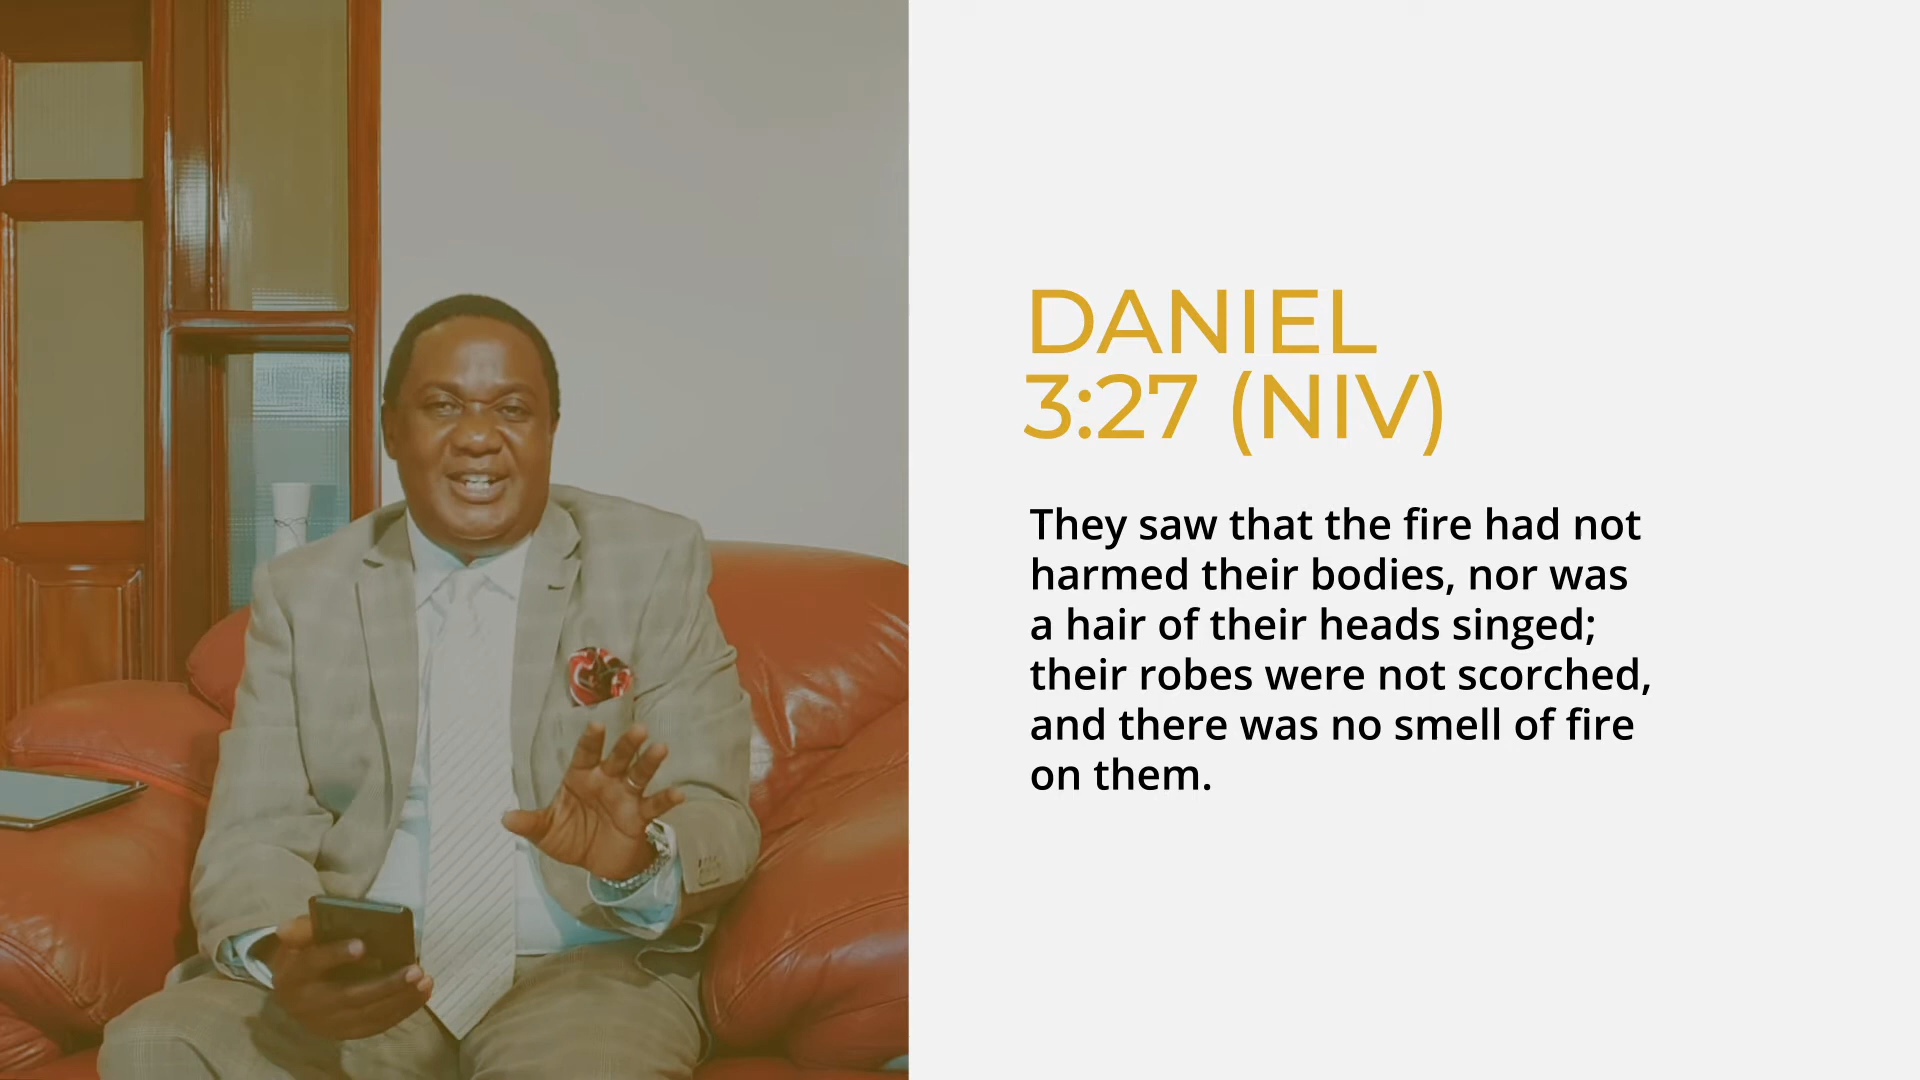 DANIEL
3:27 (NIV)
They saw that the fire had not
harmed their bodies, nor was
a hair of their heads singed;
their robes were not scorched,
and there was no smell of fire
on them.